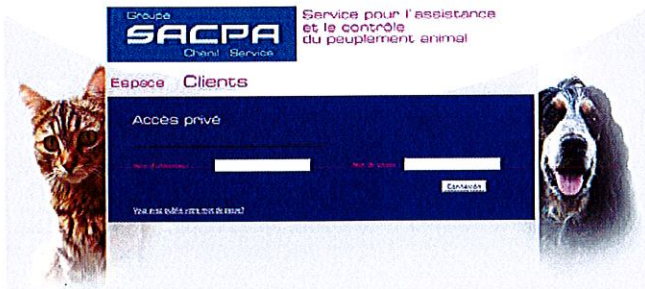 Groupe
SACPA
Chenil Service
Service pour l'assistance
et le contrôle
du peuplement animal
Espace Clients
Accès privé
Nom d'utilisateur
Mot de passe
Connexion
Vous avez oublié votre mot de passe?